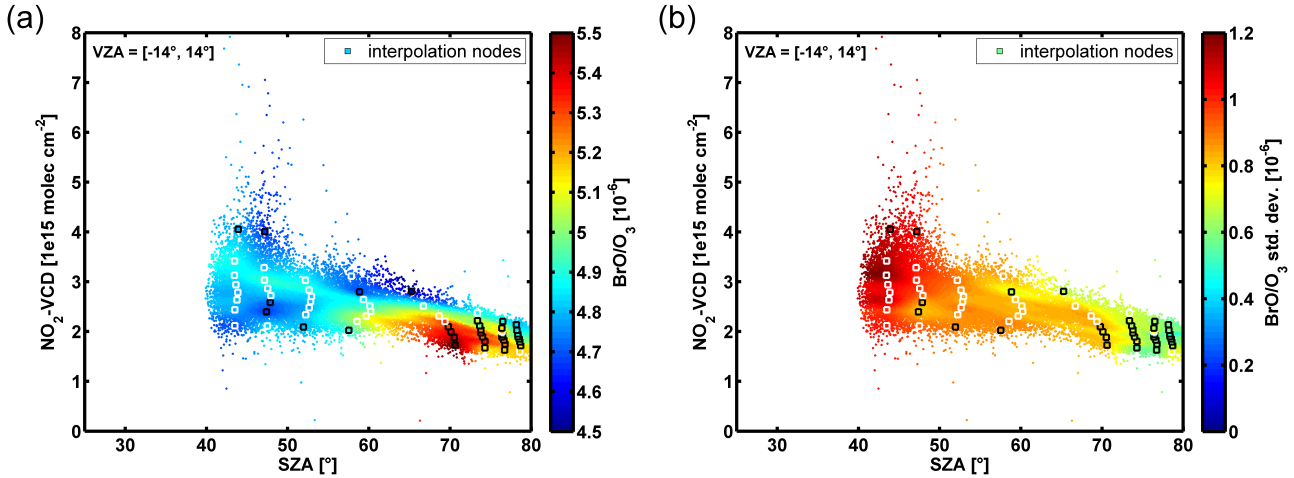 (a)
VZA = [-14°, 14°]
interpolation nodes
8
7
6
5
4
3
2
1
0
NO2-VCD [1e15 molec cm-2]
30 40 50 60 70 80
SZA [°]
5.5
5.4
5.3
5.2
5.1
5
4.9
4.8
4.7
4.6
4.5
BrO/O3 [10-6]
(b)
VZA = [-14°, 14°]
interpolation nodes
8
7
6
5
4
3
2
1
0
NO2-VCD [1e15 molec cm-2]
30 40 50 60 70 80
SZA [°]
1.2
1
0.8
0.6
0.4
0.2
0
BrO/O3 std. dev. [10-6]